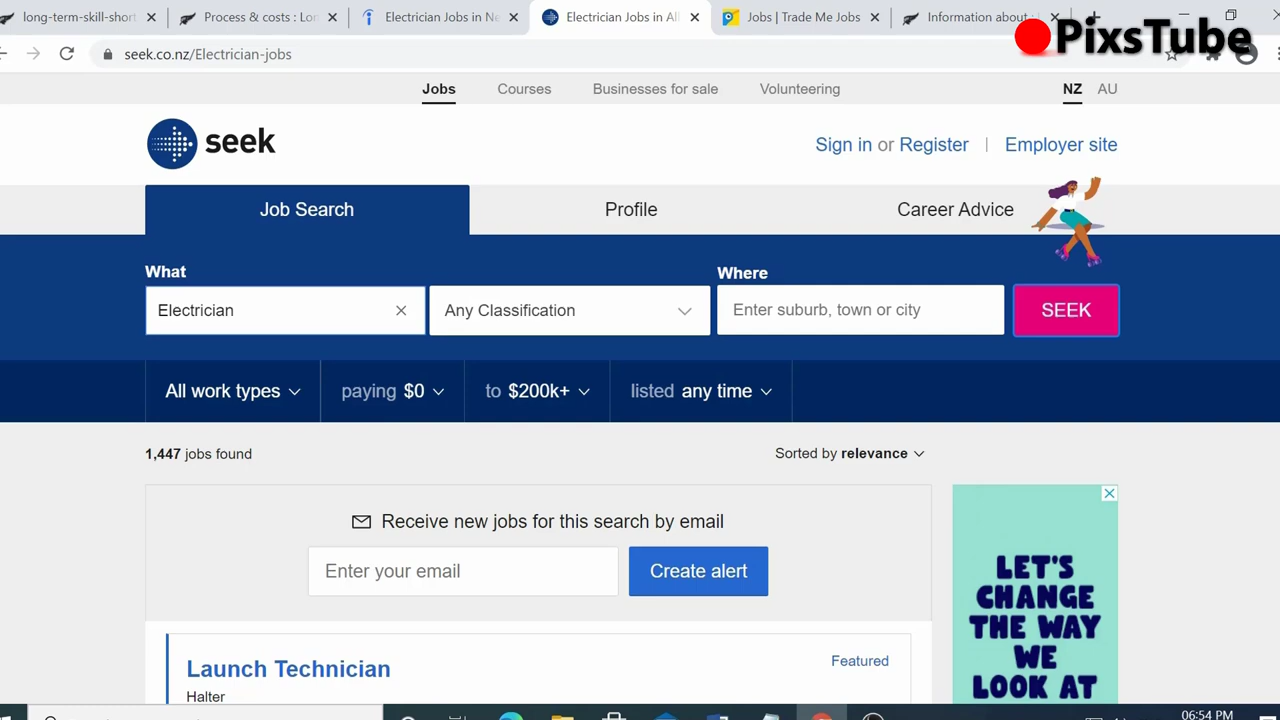 long-term-skill-short
Process & costs : Lo
Electrician Jobs in Ne
Electrician Jobs in All
Jobs | Trade Me Jobs
Information about
PixsTube
seek.co.nz/Electrician-jobs
Jobs
Courses
Businesses for sale
Volunteering
NZ
AU
seek
Sign in or Register
Employer site
Job Search
Profile
Career Advice
What
Where
Electrician
Any Classification
Enter suburb, town or city
SEEK
All work types
paying $0
to $200k+
listed any time
1,447 jobs found
Sorted by relevance
Receive new jobs for this search by email
Enter your email
Create alert
LET'S
CHANGE
THE WAY
WE
LOOK AT
Launch Technician
Featured
Halter
06:54 PM